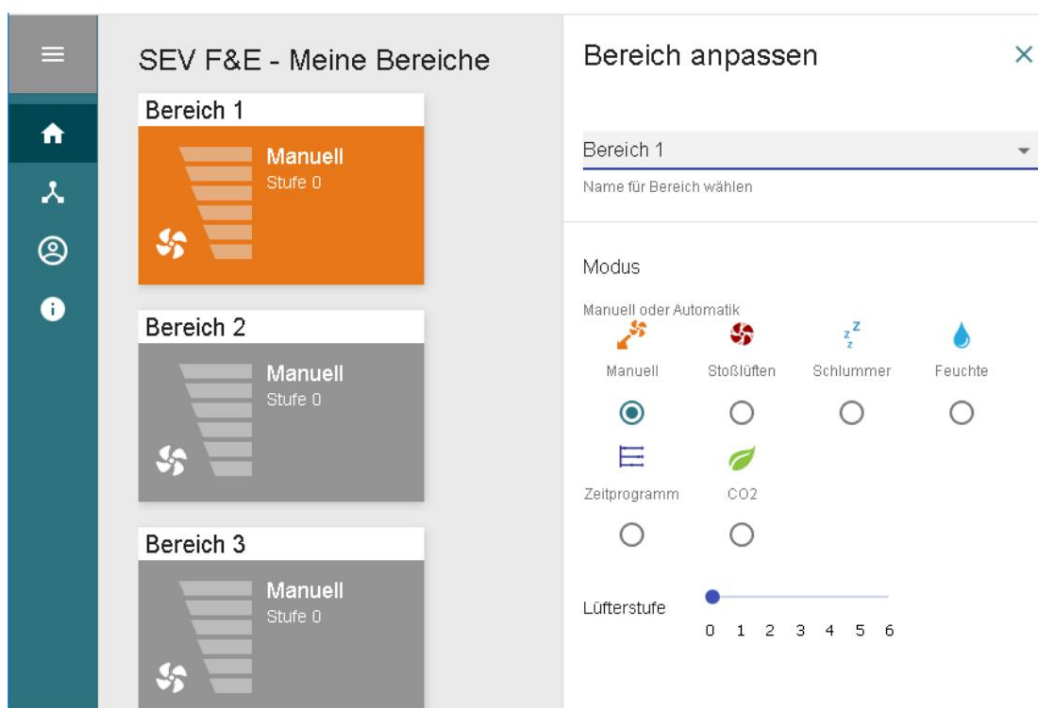 SEV F&E - Meine Bereiche
Bereich 1
Manuell
Stufe 0
Bereich 2
Manuell
Stufe 0
Bereich 3
Manuell
Stufe 0
Bereich anpassen
Bereich 1
Name für Bereich wählen
Modus
Manuell oder Automatik
z z Z
Manuell Stoßlüften Schlummer Feuchte
Zeitprogramm CO2
Lüfterstufe
0 1 2 3 4 5 6